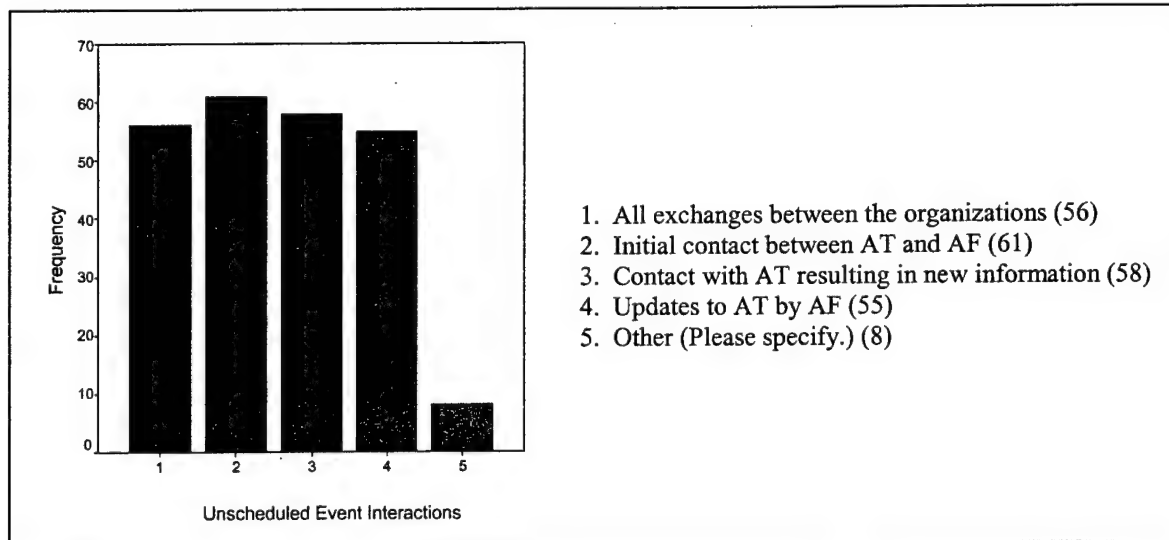 70
60
50
40
30
20
10
0
Frequency
1 2 3 4 5
Unscheduled Event Interactions
1. All exchanges between the organizations (56)
2. Initial contact between AT and AF (61)
3. Contact with AT resulting in new information (58)
4. Updates to AT by AF (55)
5. Other (Please specify.) (8)